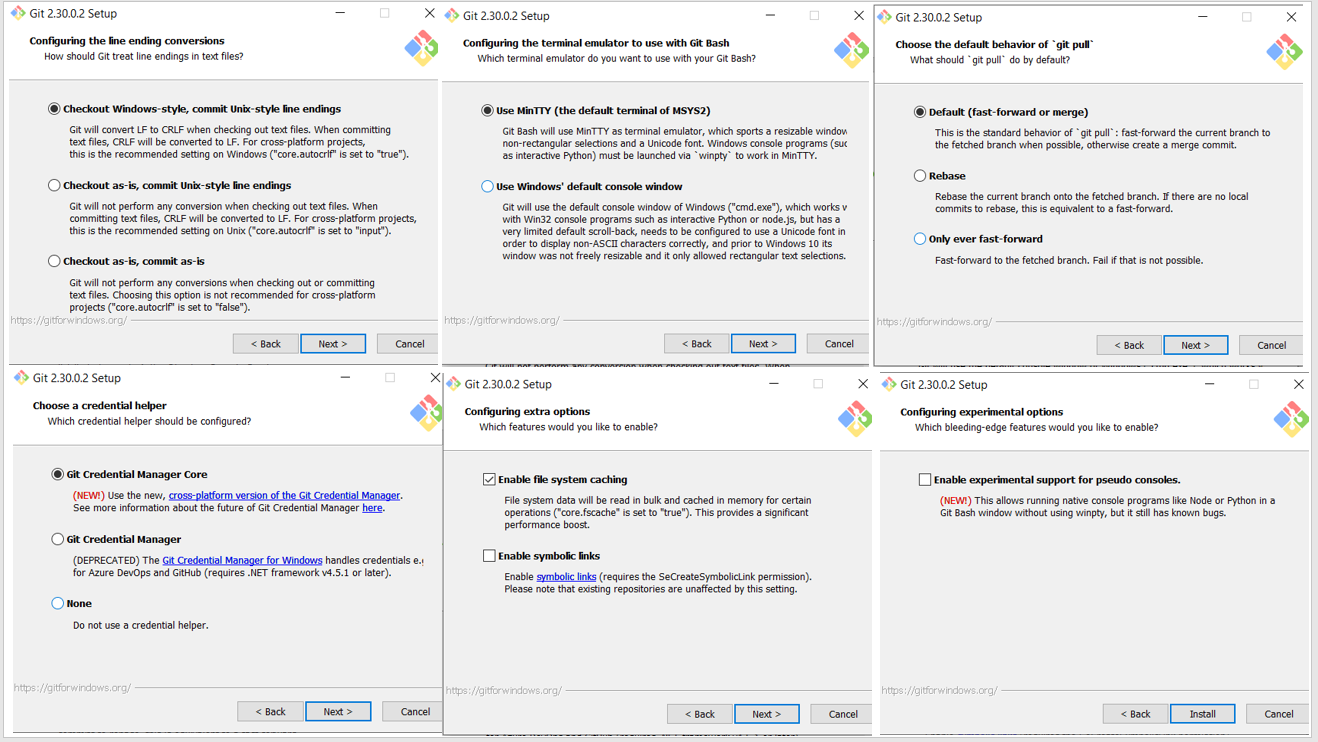 Git 2.30.0.2 Setup
Configuring the line ending conversions
How should Git treat line endings in text files?
Checkout Windows-style, commit Unix-style line endings
Git will convert LF to CRLF when checking out text files. When committing
text files, CRLF will be converted to LF. For cross-platform projects,
this is the recommended setting on Windows ("core.autocrlf" is set to "true").
Checkout as-is, commit Unix-style line endings
Git will not perform any conversion when checking out text files. When
committing text files, CRLF will be converted to LF. For cross-platform projects,
this is the recommended setting on Unix ("core.autocrlf" is set to "input").
Checkout as-is, commit as-is
Git will not perform any conversions when checking out or committing
text files. Choosing this option is not recommended for cross-platform
projects ("core.autocrlf" is set to "false").
https://gitforwindows.org/
< Back Next > Cancel
Git 2.30.0.2 Setup
Configuring the terminal emulator to use with Git Bash
Which terminal emulator do you want to use with your Git Bash?
Use MinTTY (the default terminal of MSYS2)
Git Bash will use MinTTY as terminal emulator, which sports a resizable window
non-rectangular selections and a Unicode font. Windows console programs (suc
as interactive Python) must be launched via `winpty` to work in MinTTY.
Use Windows' default console window
Git will use the default console window of Windows ("cmd.exe"), which works w
with Win32 console programs such as interactive Python or node.js, but has a
very limited default scroll-back, needs to be configured to use a Unicode font in
order to display non-ASCII characters correctly, and prior to Windows 10 its
window was not freely resizable and it only allowed rectangular text selections.
https://gitforwindows.org/
< Back Next > Cancel
Git 2.30.0.2 Setup
Choose the default behavior of `git pull`
What should `git pull` do by default?
Default (fast-forward or merge)
This is the standard behavior of `git pull`: fast-forward the current branch to
the fetched branch when possible, otherwise create a merge commit.
Rebase
Rebase the current branch onto the fetched branch. If there are no local
commits to rebase, this is equivalent to a fast-forward.
Only ever fast-forward
Fast-forward to the fetched branch. Fail if that is not possible.
https://gitforwindows.org/
< Back Next > Cancel
Git 2.30.0.2 Setup
Choose a credential helper
Which credential helper should be configured?
Git Credential Manager Core
(NEW!) Use the new, cross-platform version of the Git Credential Manager.
See more information about the future of Git Credential Manager here.
Git Credential Manager
(DEPRECATED) The Git Credential Manager for Windows handles credentials e.g
for Azure DevOps and GitHub (requires .NET framework v4.5.1 or later).
None
Do not use a credential helper.
https://gitforwindows.org/
< Back Next > Cancel
Git 2.30.0.2 Setup
Configuring extra options
Which features would you like to enable?
Enable file system caching
File system data will be read in bulk and cached in memory for certain
operations ("core.fscache" is set to "true"). This provides a significant
performance boost.
Enable symbolic links
Enable symbolic links (requires the SeCreateSymbolicLink permission).
Please note that existing repositories are unaffected by this setting.
https://gitforwindows.org/
< Back Next > Cancel
Git 2.30.0.2 Setup
Configuring experimental options
Which bleeding-edge features would you like to enable?
Enable experimental support for pseudo consoles.
(NEW!) This allows running native console programs like Node or Python in a
Git Bash window without using winpty, but it still has known bugs.
https://gitforwindows.org/
< Back Install Cancel